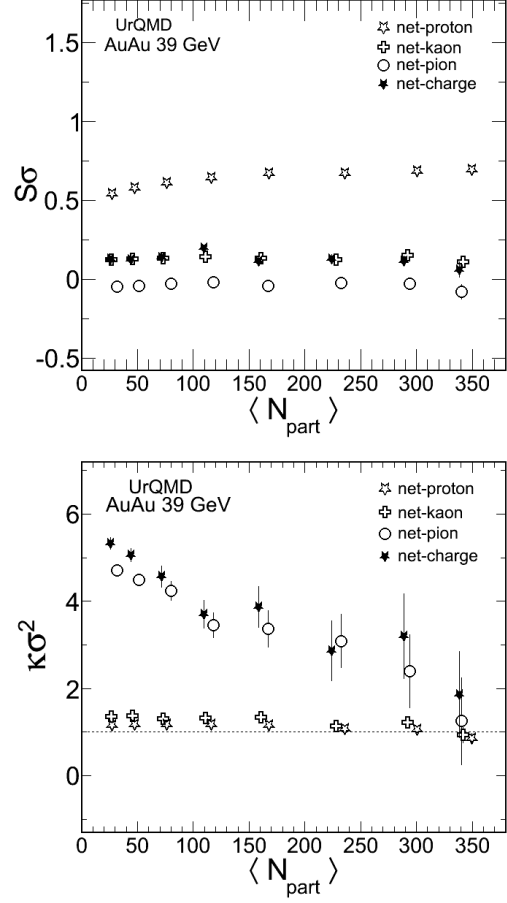 UrQMD
AuAu 39 GeV
net-proton
net-kaon
net-pion
net-charge
Sσ
1.5
1
0.5
0
-0.5
0 50 100 150 200 250 300 350
⟨ N_part ⟩
UrQMD
AuAu 39 GeV
net-proton
net-kaon
net-pion
net-charge
κσ²
6
4
2
0
0 50 100 150 200 250 300 350
⟨ N_part ⟩